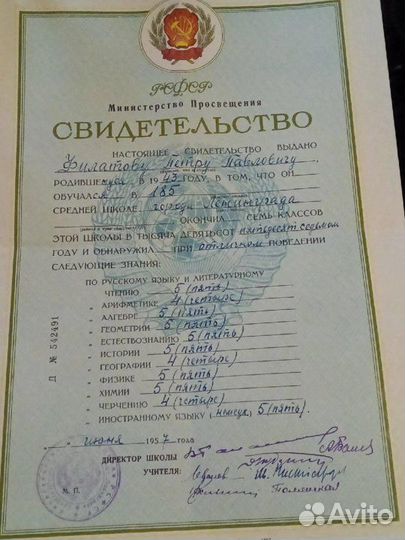 РСФСР
Министерство Просвещения
СВИДЕТЕЛЬСТВО
НАСТОЯЩЕЕ СВИДЕТЕЛЬСТВО ВЫДАНО
Филатову Петру Павловичу
РОДИВШЕМУСЯ В 1943 ГОДУ, В ТОМ, ЧТО ОН
ОБУЧАЛСЯ В 185
СРЕДНЕЙ ШКОЛЕ города Ленинграда
ОКОНЧИЛ СЕМЬ КЛАССОВ
ЭТОЙ ШКОЛЫ В ТЫСЯЧА ДЕВЯТЬСОТ пятьдесят седьмом
ГОДУ И ОБНАРУЖИЛ ПРИ отличном ПОВЕДЕНИИ
СЛЕДУЮЩИЕ ЗНАНИЯ:
ПО РУССКОМУ ЯЗЫКУ И ЛИТЕРАТУРНОМУ
ЧТЕНИЮ 5 (пять)
„ АРИФМЕТИКЕ 4 (четыре)
„ АЛГЕБРЕ 5 (пять)
„ ГЕОМЕТРИИ 5 (пять)
„ ЕСТЕСТВОЗНАНИЮ 5 (пять)
„ ИСТОРИИ 5 (пять)
„ ГЕОГРАФИИ 4 (четыре)
„ ФИЗИКЕ 5 (пять)
„ ХИМИИ 5 (пять)
„ ЧЕРЧЕНИЮ 4 (четыре)
„ ИНОСТРАННОМУ ЯЗЫКУ (немецк.) 5 (пять).
Д № 542491
июня 1957 года
ДИРЕКТОР ШКОЛЫ
УЧИТЕЛЯ:
М. П.
Avito